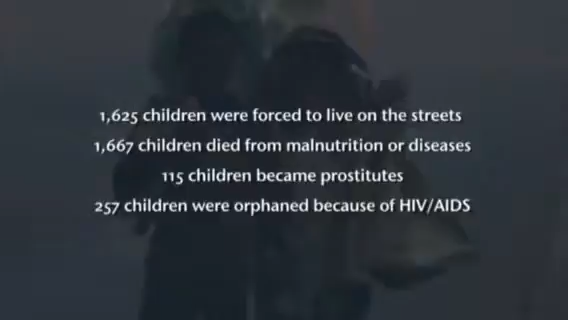 1,625 children were forced to live on the streets
1,667 children died from malnutrition or diseases
115 children became prostitutes
257 children were orphaned because of HIV/AIDS